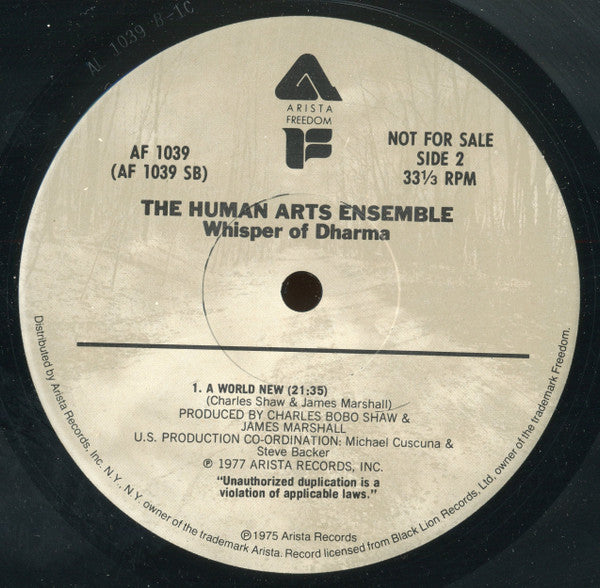 AL 1039 B-1C
ARISTA
FREEDOM
F
AF 1039
(AF 1039 SB)
NOT FOR SALE
SIDE 2
33⅓ RPM
THE HUMAN ARTS ENSEMBLE
Whisper of Dharma
1. A WORLD NEW (21:35)
(Charles Shaw & James Marshall)
PRODUCED BY CHARLES BOBO SHAW &
JAMES MARSHALL
U.S. PRODUCTION CO-ORDINATION: Michael Cuscuna &
Steve Backer
℗ 1977 ARISTA RECORDS, INC.
"Unauthorized duplication is a
violation of applicable laws."
Distributed by Arista Records, Inc. N.Y., N.Y. owner of the trademark Arista. Record licensed from Black Lion Records, Ltd. owner of the trademark Freedom.
℗1975 Arista Records